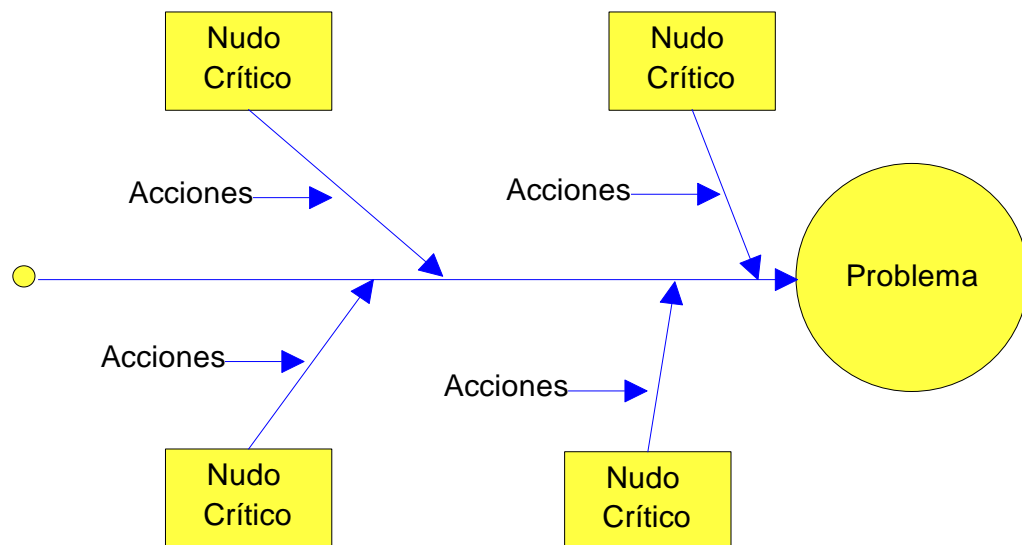 Nudo
Crítico
Nudo
Crítico
Acciones
Acciones
Problema
Acciones
Acciones
Nudo
Crítico
Nudo
Crítico